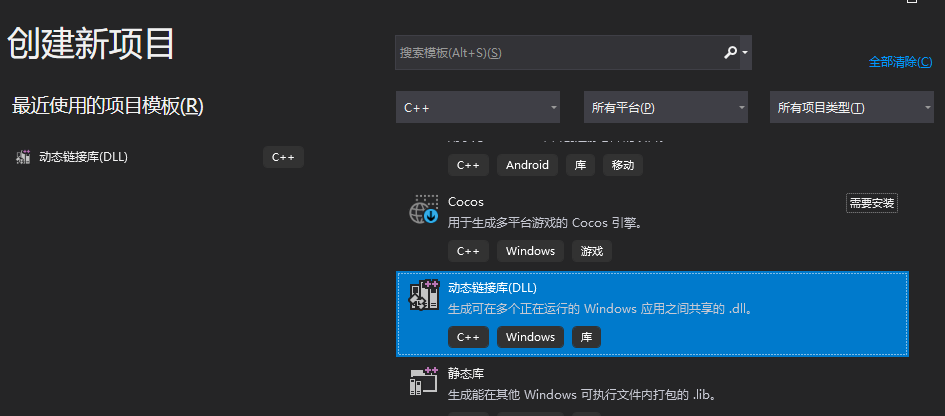 创建新项目
搜索模板(Alt+S)(S)
全部清除(C)
最近使用的项目模板(R)
C++
所有平台(P)
所有项目类型(T)
动态链接库(DLL)
C++
C++
Android
库
移动
Cocos
需要安装
用于生成多平台游戏的 Cocos 引擎。
C++
Windows
游戏
动态链接库(DLL)
生成可在多个正在运行的 Windows 应用之间共享的 .dll。
C++
Windows
库
静态库
生成能在其他 Windows 可执行文件内打包的 .lib。